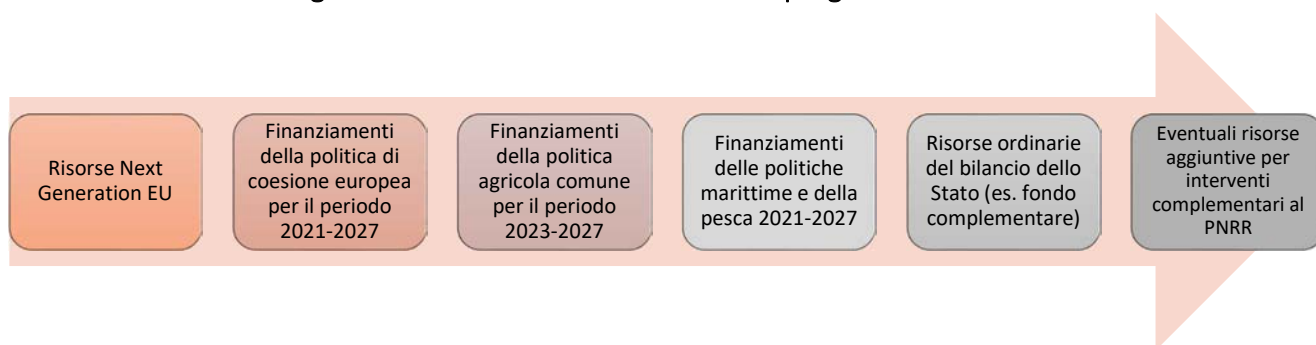 Risorse Next
Generation EU
Finanziamenti
della politica di
coesione europea
per il periodo
2021-2027
Finanziamenti
della politica
agricola comune
per il periodo
2023-2027
Finanziamenti
delle politiche
marittime e della
pesca 2021-2027
Risorse ordinarie
del bilancio dello
Stato (es. fondo
complementare)
Eventuali risorse
aggiuntive per
interventi
complementari al
PNRR